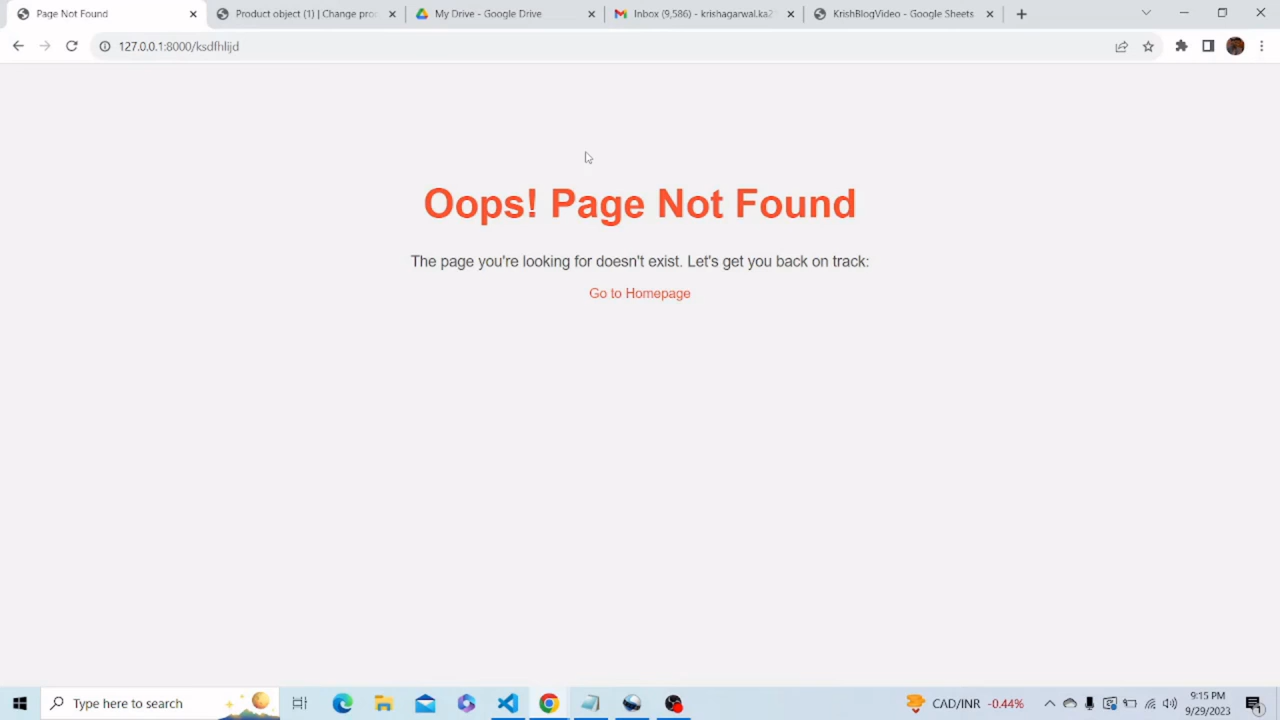 Page Not Found
Product object (1) | Change pro
My Drive - Google Drive
Inbox (9,586) - krishagarwal.ka2
KrishBlogVideo - Google Sheets
127.0.0.1:8000/ksdfhlijd
Oops! Page Not Found
The page you're looking for doesn't exist. Let's get you back on track:
Go to Homepage
Type here to search
CAD/INR -0.44%
9:15 PM
9/29/2023
1